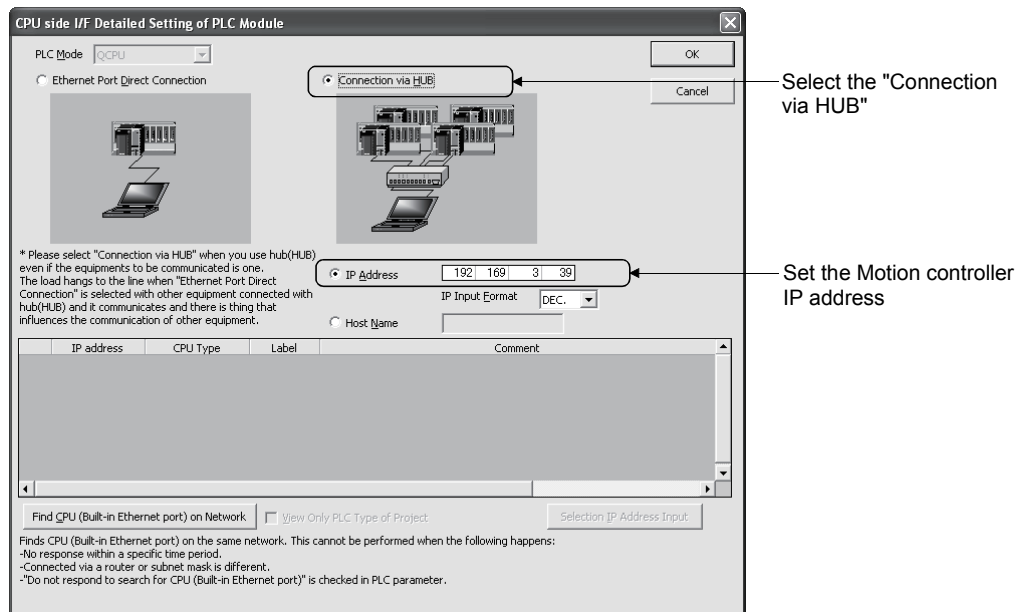 CPU side I/F Detailed Setting of PLC Module
PLC Mode QCPU
OK
Ethernet Port Direct Connection
Connection via HUB
Cancel
Select the "Connection
via HUB"
* Please select "Connection via HUB" when you use hub(HUB)
even if the equipments to be communicated is one.
The load hangs to the line when "Ethernet Port Direct
Connection" is selected with other equipment connected with
hub(HUB) and it communicates and there is thing that
influences the communication of other equipment.
IP Address 192 169 3 39
Set the Motion controller
IP address
IP Input Format DEC.
Host Name
IP address CPU Type Label Comment
Find CPU (Built-in Ethernet port) on Network
View Only PLC Type of Project
Selection IP Address Input
Finds CPU (Built-in Ethernet port) on the same network. This cannot be performed when the following happens:
-No response within a specific time period.
-Connected via a router or subnet mask is different.
-"Do not respond to search for CPU (Built-in Ethernet port)" is checked in PLC parameter.